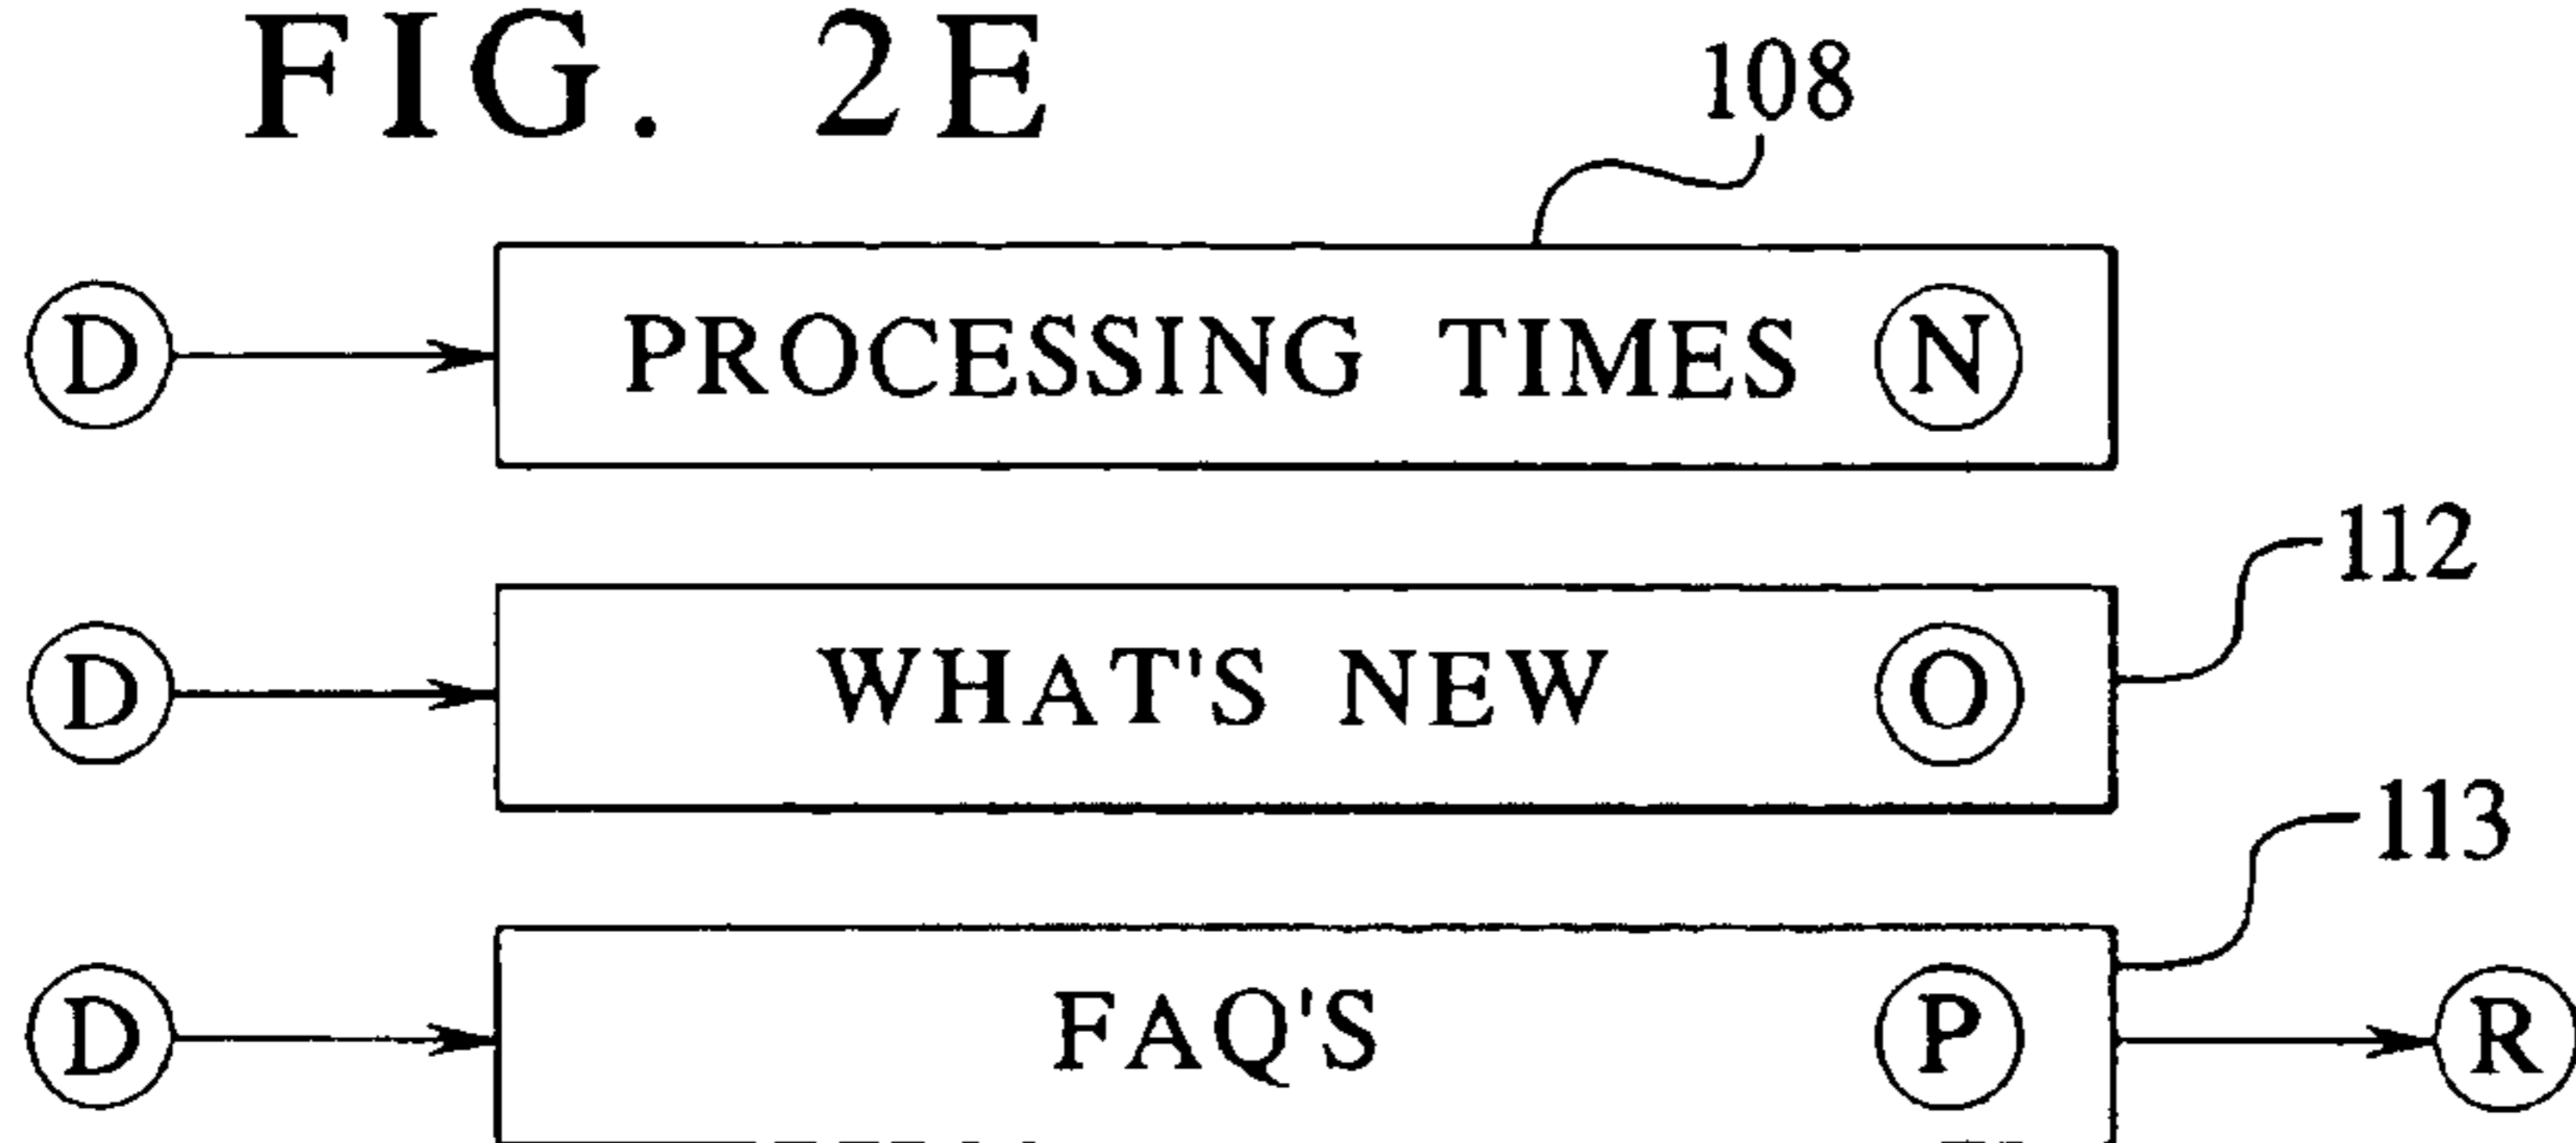 FIG. 2E
108
D PROCESSING TIMES N
112
D WHAT'S NEW O
113
D FAQ'S P R